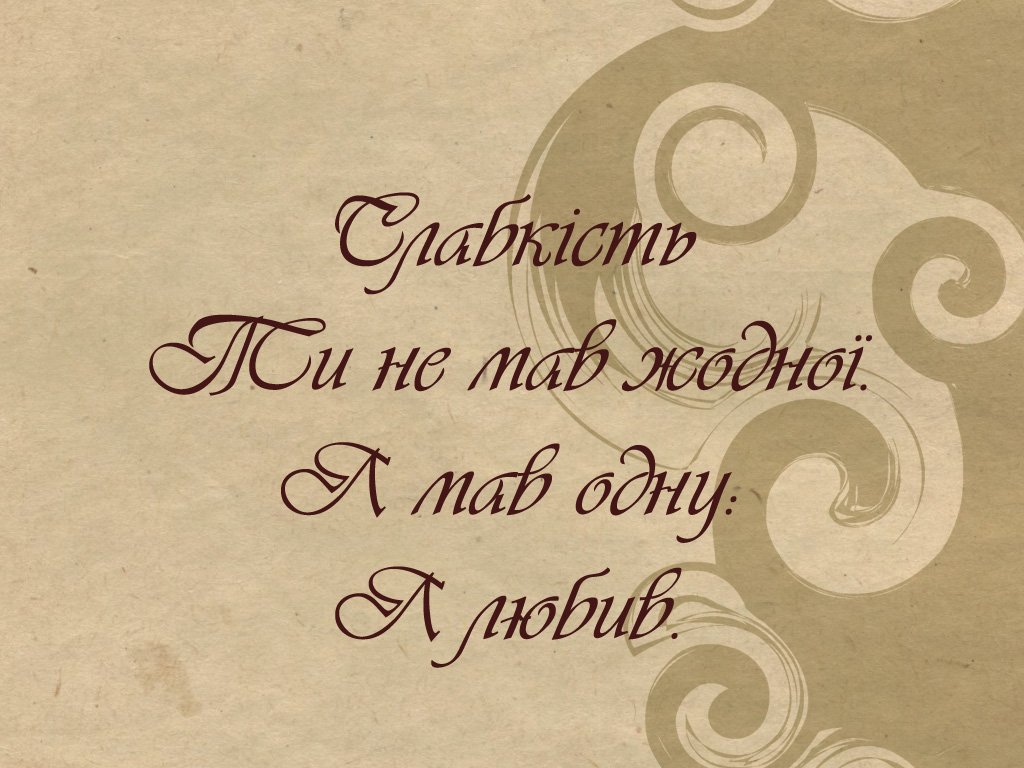 Слабкість
Ти не мав жодної.
Я мав одну:
Я любив.